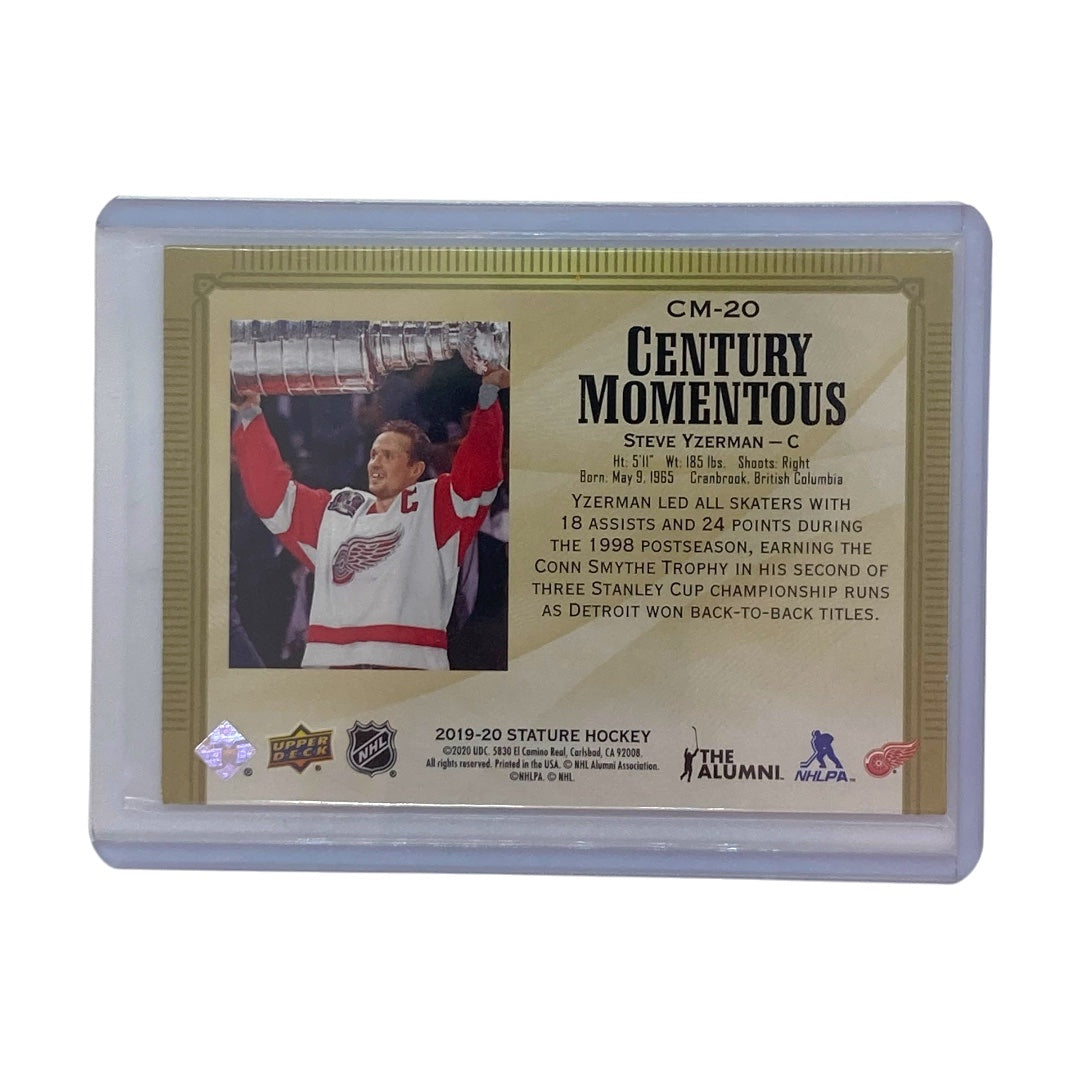 CM-20
CENTURY
MOMENTOUS
STEVE YZERMAN – C
Ht: 5'11" Wt: 185 lbs. Shoots: Right
Born: May 9, 1965 Cranbrook, British Columbia
YZERMAN LED ALL SKATERS WITH
18 ASSISTS AND 24 POINTS DURING
THE 1998 POSTSEASON, EARNING THE
CONN SMYTHE TROPHY IN HIS SECOND OF
THREE STANLEY CUP CHAMPIONSHIP RUNS
AS DETROIT WON BACK-TO-BACK TITLES.
C
UPPER
DECK
NHL
2019-20 STATURE HOCKEY
©2020 UDC. 5830 El Camino Real, Carlsbad, CA 92008.
All rights reserved. Printed in the USA. © NHL Alumni Association.
©NHLPA. © NHL.
THE
ALUMNI™
NHLPA™